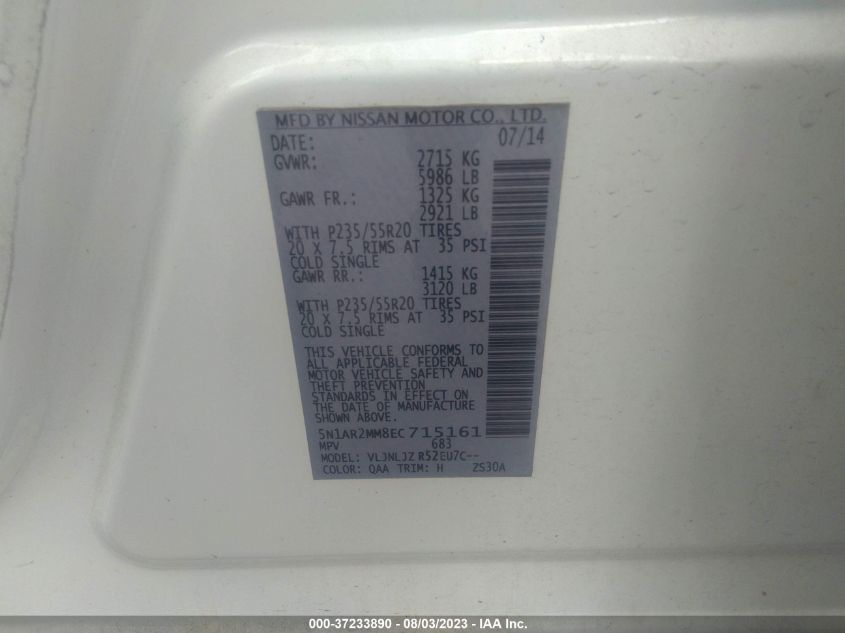 MFD BY NISSAN MOTOR CO., LTD.
DATE: 07/14
GVWR: 2715 KG
5986 LB
GAWR FR.: 1325 KG
2921 LB
WITH P235/55R20 TIRES
20 X 7.5 RIMS AT 35 PSI
COLD SINGLE
GAWR RR.: 1415 KG
3120 LB
WITH P235/55R20 TIRES
20 X 7.5 RIMS AT 35 PSI
COLD SINGLE
THIS VEHICLE CONFORMS TO
ALL APPLICABLE FEDERAL
MOTOR VEHICLE SAFETY AND
THEFT PREVENTION
STANDARDS IN EFFECT ON
THE DATE OF MANUFACTURE
SHOWN ABOVE.
5N1AR2MM8EC715161
MPV 683
MODEL: VLJNLJZ R52EU7C--
COLOR: QAA TRIM: H ZS30A
000-37233890 - 08/03/2023 - IAA Inc.